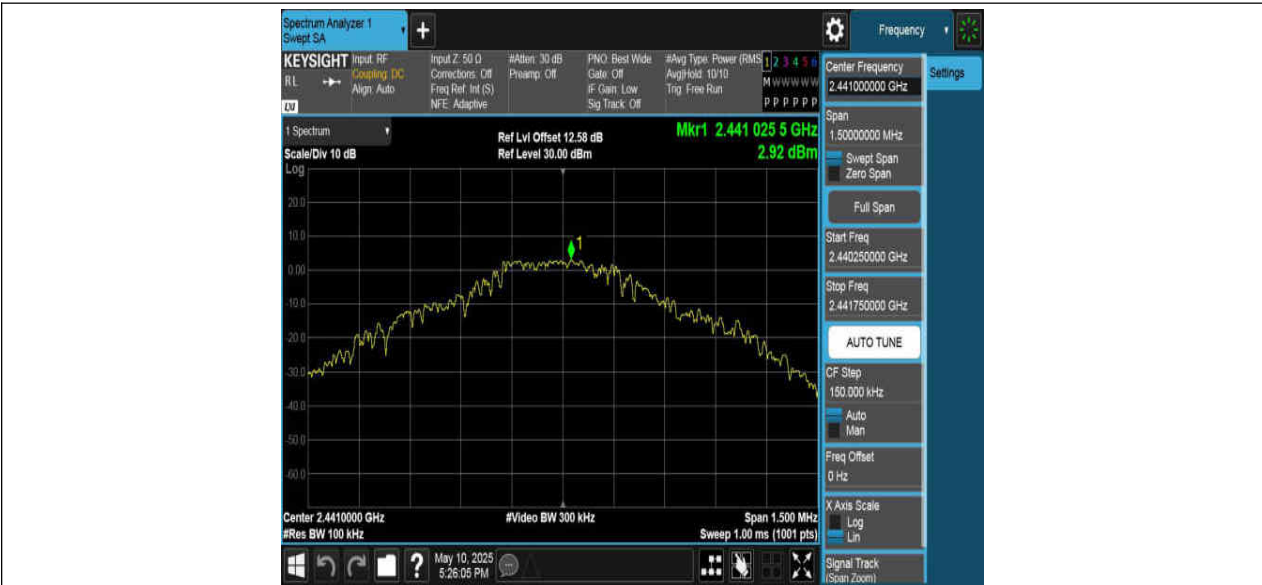 Spectrum Analyzer 1
Swept SA
+
Frequency
KEYSIGHT
RL
LXI
Input: RF
Coupling: DC
Align: Auto
Input Z: 50 Ω
Corrections: Off
Freq Ref: Int (S)
NFE: Adaptive
#Atten: 30 dB
Preamp: Off
PNO: Best Wide
Gate: Off
IF Gain: Low
Sig Track: Off
#Avg Type: Power (RMS
Avg|Hold: 10/10
Trig: Free Run
1 2 3 4 5 6
M W W W W W
P P P P P P
1 Spectrum
Scale/Div 10 dB
Ref Lvl Offset 12.58 dB
Ref Level 30.00 dBm
Mkr1 2.441 025 5 GHz
2.92 dBm
Log
20.0
10.0
0.00
-10.0
-20.0
-30.0
-40.0
-50.0
-60.0
1
Center 2.4410000 GHz
#Res BW 100 kHz
#Video BW 300 kHz
Span 1.500 MHz
Sweep 1.00 ms (1001 pts)
Center Frequency
2.441000000 GHz
Settings
Span
1.50000000 MHz
Swept Span
Zero Span
Full Span
Start Freq
2.440250000 GHz
Stop Freq
2.441750000 GHz
AUTO TUNE
CF Step
150.000 kHz
Auto
Man
Freq Offset
0 Hz
X Axis Scale
Log
Lin
Signal Track
(Span Zoom)
?
May 10, 2025
5:26:05 PM